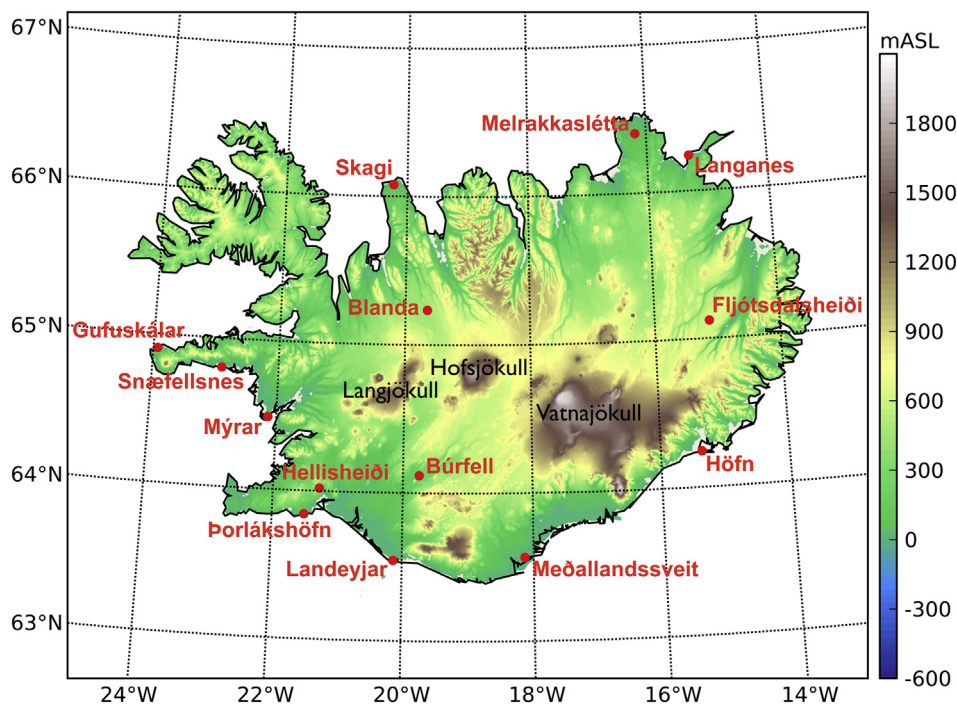 67°N
mASL
1800
Melrakkaslétta
Langanes
66°N
Skagi
1500
1200
Blanda
Fljótsdalsheiði
65°N
Gufuskálar
900
Hofsjökull
Snæfellsnes
Langjökull
Vatnajökull
600
Mýrar
64°N
Hellisheiði
Búrfell
Höfn
300
Þorlákshöfn
0
Landeyjar
Meðallandssveit
-300
63°N
-600
24°W
22°W
20°W
18°W
16°W
14°W